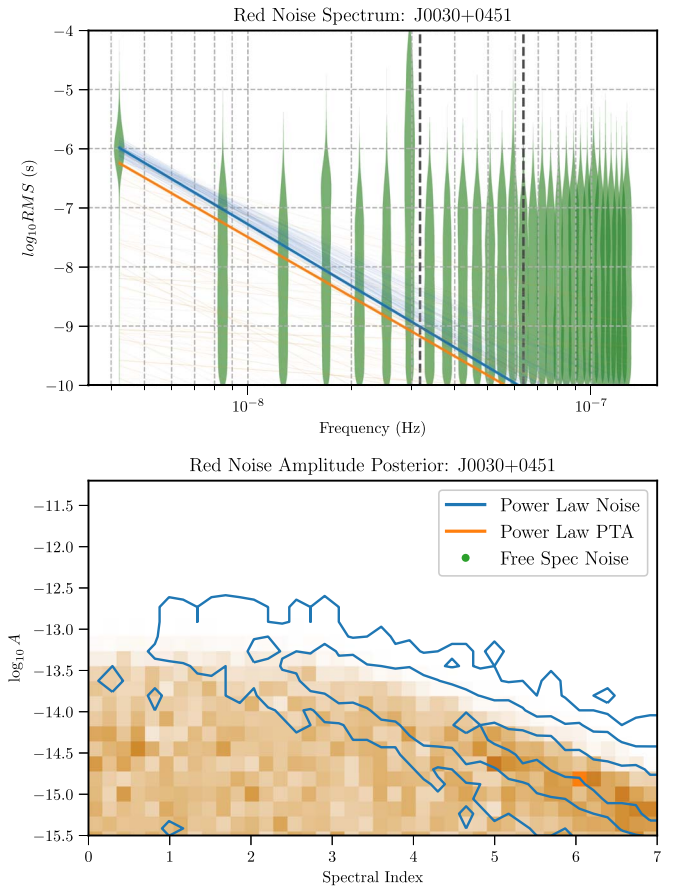 Red Noise Spectrum: J0030+0451
−4
−5
−6
−7
−8
−9
−10
log₁₀RMS (s)
10⁻⁸ 10⁻⁷
Frequency (Hz)
Red Noise Amplitude Posterior: J0030+0451
Power Law Noise
Power Law PTA
Free Spec Noise
−11.5
−12.0
−12.5
−13.0
−13.5
−14.0
−14.5
−15.0
−15.5
log₁₀ A
0 1 2 3 4 5 6 7
Spectral Index